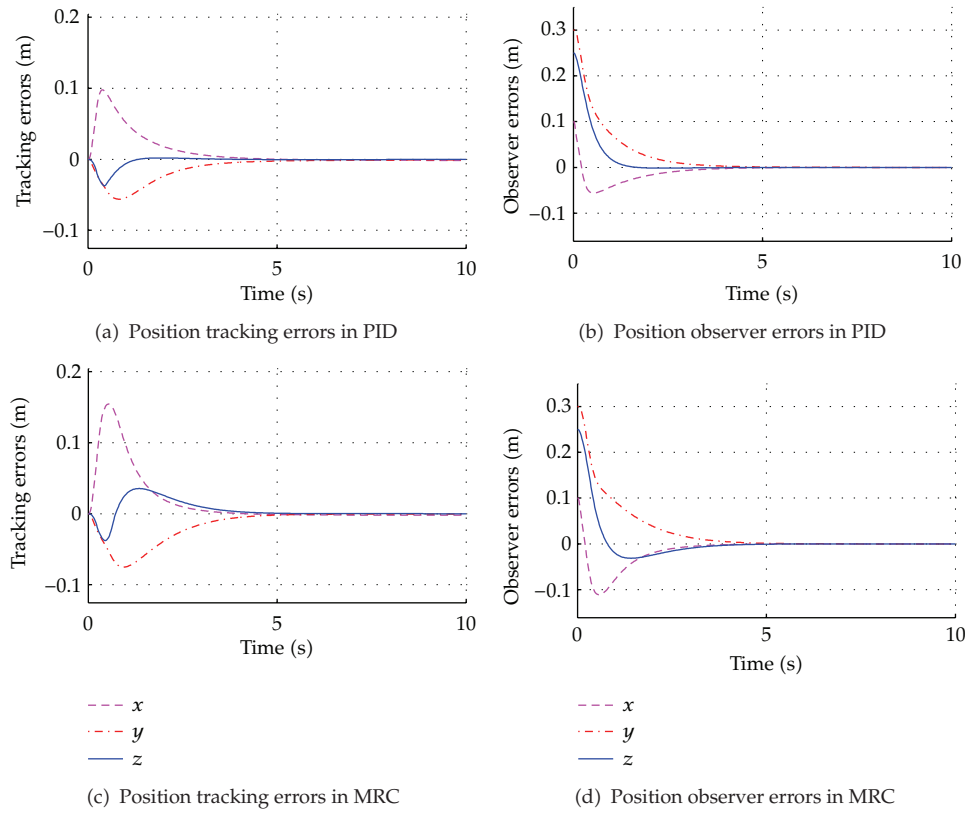 0.2
0.1
0
−0.1
Tracking errors (m)
0
5
10
Time (s)
(a) Position tracking errors in PID
0.3
0.2
0.1
0
−0.1
Observer errors (m)
0
5
10
Time (s)
(b) Position observer errors in PID
0.2
0.1
0
−0.1
Tracking errors (m)
0
5
10
Time (s)
x
y
z
(c) Position tracking errors in MRC
0.3
0.2
0.1
0
−0.1
Observer errors (m)
0
5
10
Time (s)
x
y
z
(d) Position observer errors in MRC